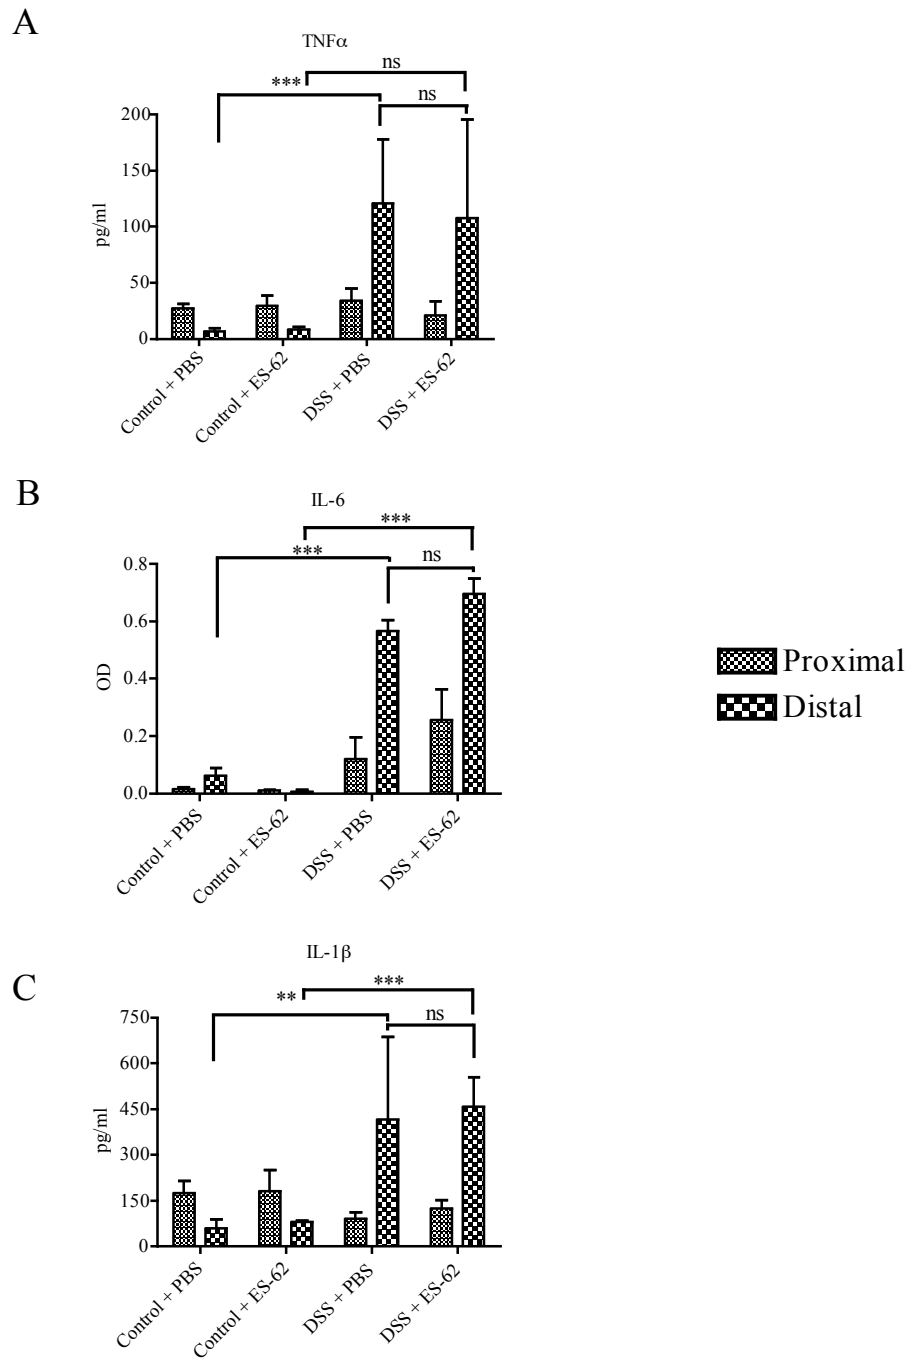 A
TNFα
ns
***
ns
200
150
100
50
0
pg/ml
Control + PBS
Control + ES-62
DSS + PBS
DSS + ES-62
B
IL-6
***
***
ns
0.8
0.6
0.4
0.2
0.0
OD
Control + PBS
Control + ES-62
DSS + PBS
DSS + ES-62
Proximal
Distal
C
IL-1β
***
**
ns
750
600
450
300
150
0
pg/ml
Control + PBS
Control + ES-62
DSS + PBS
DSS + ES-62